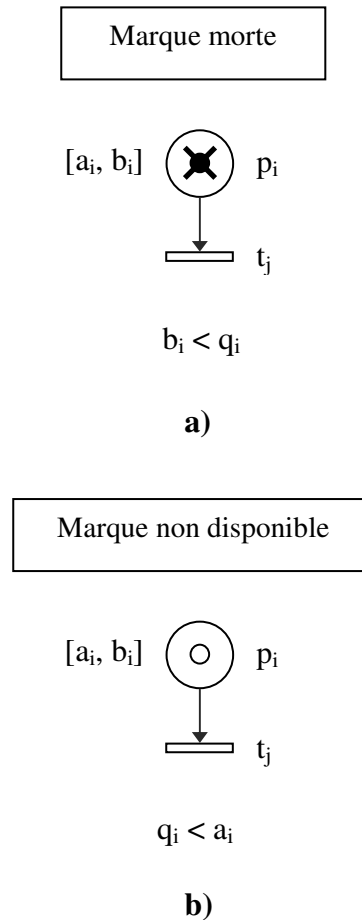 Marque morte
[aᵢ, bᵢ] pᵢ
tⱼ
bᵢ < qᵢ
a)
Marque non disponible
[aᵢ, bᵢ] pᵢ
tⱼ
qᵢ < aᵢ
b)